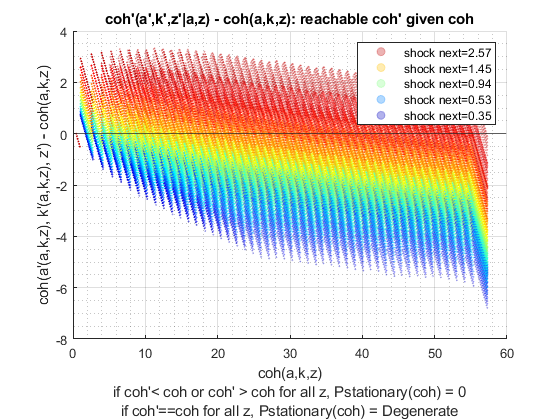 coh'(a',k',z'|a,z) - coh(a,k,z): reachable coh' given coh
4
2
0
-2
-4
-6
-8
coh(a'(a,k,z), k'(a,k,z), z') - coh(a,k,z)
shock next=2.57
shock next=1.45
shock next=0.94
shock next=0.53
shock next=0.35
0 10 20 30 40 50 60
coh(a,k,z)
if coh'< coh or coh' > coh for all z, Pstationary(coh) = 0
if coh'==coh for all z, Pstationary(coh) = Degenerate